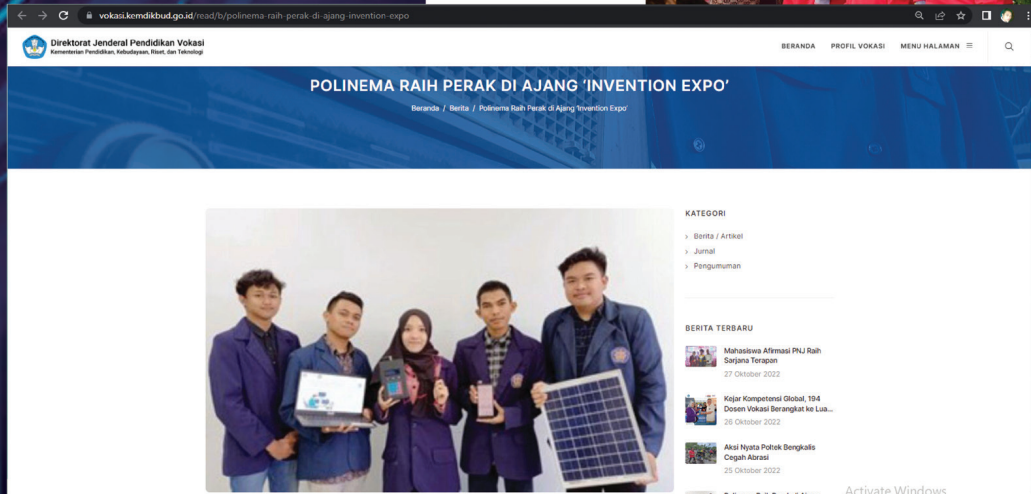 vokasi.kemdikbud.go.id/read/b/polinema-raih-perak-di-ajang-invention-expo
Direktorat Jenderal Pendidikan Vokasi
Kementerian Pendidikan, Kebudayaan, Riset, dan Teknologi
BERANDA PROFIL VOKASI MENU HALAMAN
POLINEMA RAIH PERAK DI AJANG 'INVENTION EXPO'
Beranda / Berita / Polinema Raih Perak di Ajang 'Invention Expo'
KATEGORI
Berita / Artikel
Jurnal
Pengumuman
BERITA TERBARU
Mahasiswa Afirmasi PNJ Raih
Sarjana Terapan
27 Oktober 2022
Kejar Kompetensi Global, 194
Dosen Vokasi Berangkat ke Lua...
26 Oktober 2022
Aksi Nyata Poltek Bengkalis
Cegah Abrasi
25 Oktober 2022
Activate Windows